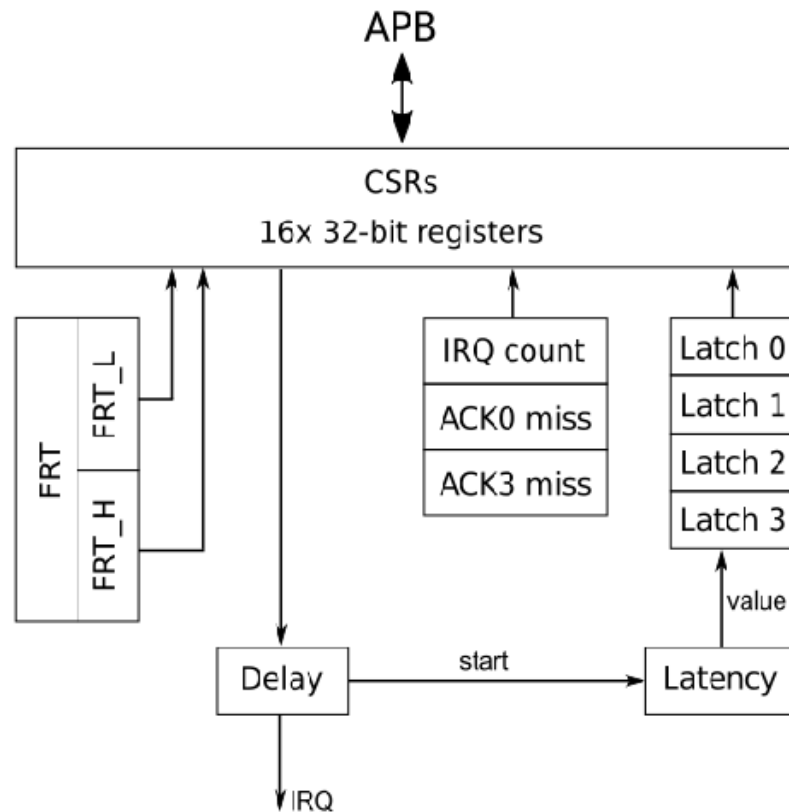 APB
CSRs
16x 32-bit registers
FRT
FRT_L
FRT_H
IRQ count
ACK0 miss
ACK3 miss
Latch 0
Latch 1
Latch 2
Latch 3
value
Delay
start
Latency
IRQ